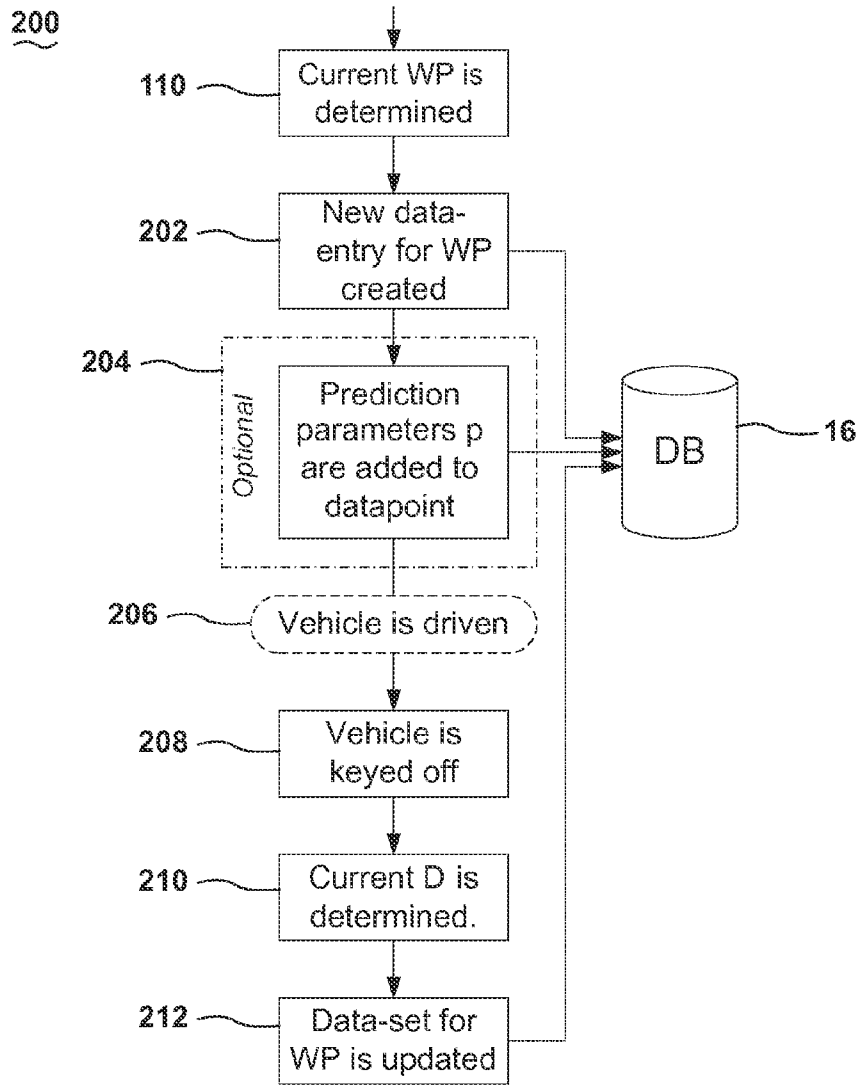 200
110
Current WP is
determined
202
New data-
entry for WP
created
204
Optional
Prediction
parameters p
are added to
datapoint
DB
16
206
Vehicle is driven
208
Vehicle is
keyed off
210
Current D is
determined.
212
Data-set for
WP is updated